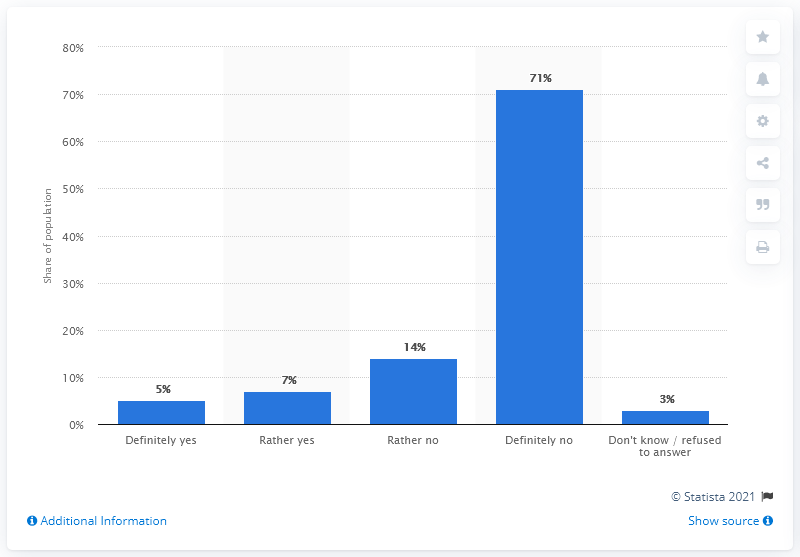 80%
70%
60%
50%
40%
30%
20%
10%
0%
Share of population
5%
7%
14%
71%
3%
Definitely yes
Rather yes
Rather no
Definitely no
Don't know / refused
to answer
© Statista 2021
Additional Information
Show source